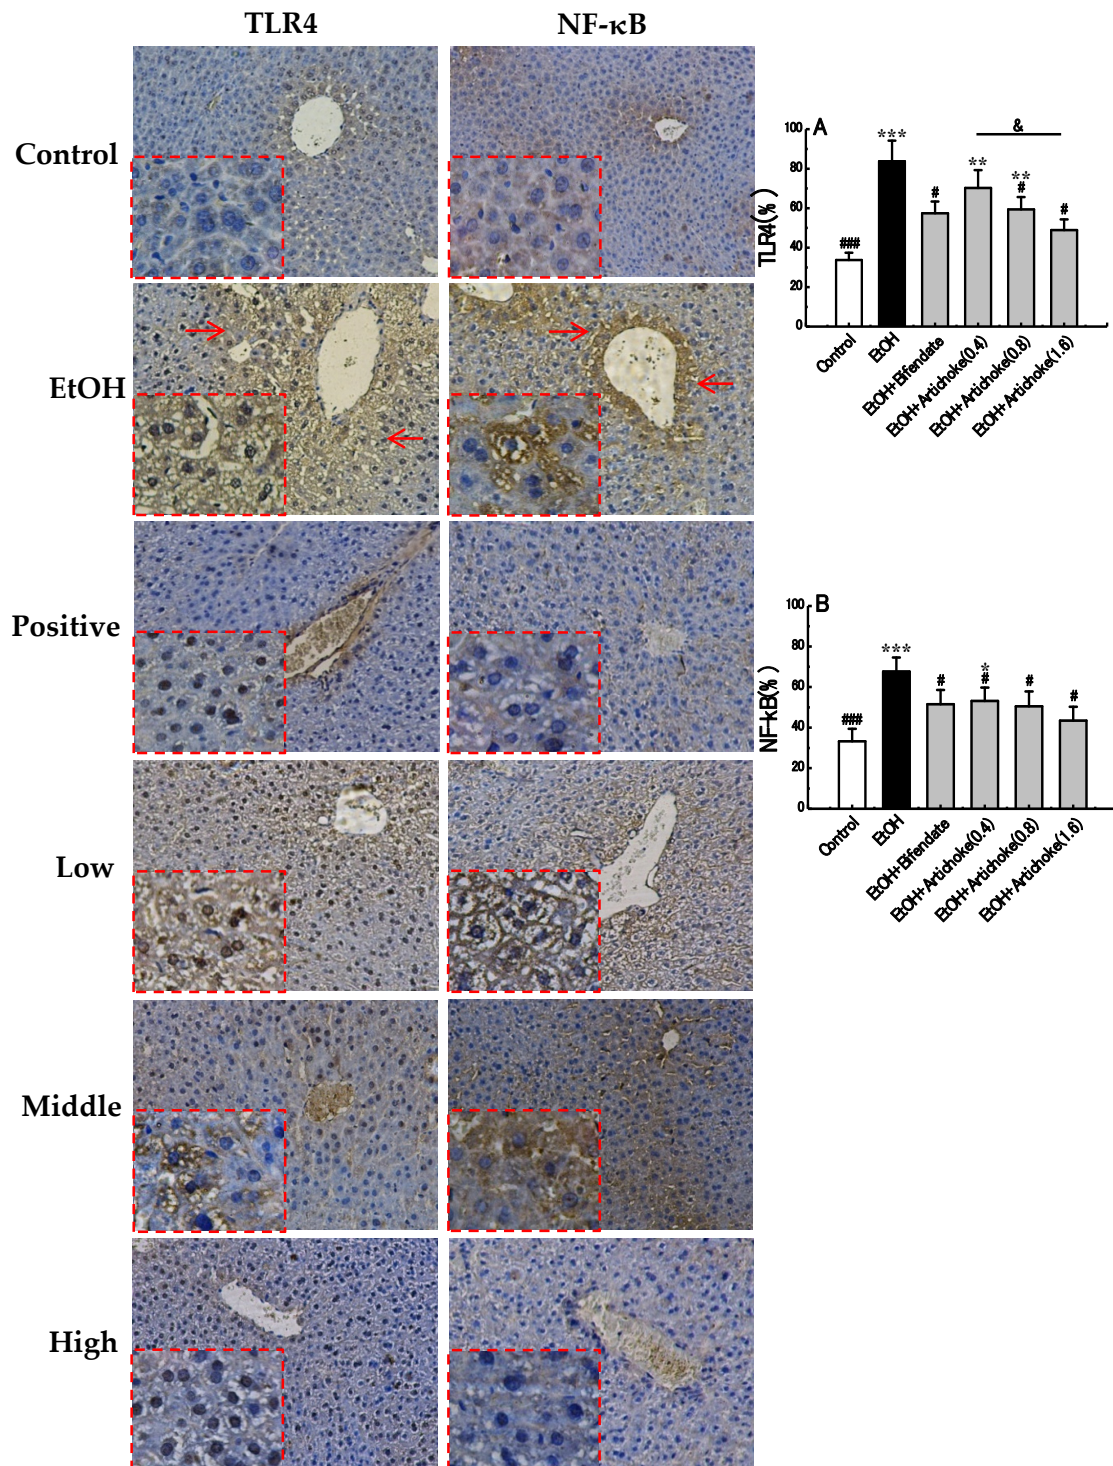 TLR4
NF-κB
Control
EtOH
Positive
Low
Middle
High
A
TLR4(%)
100
80
60
40
20
0
###
***
#
**
**
#
#
&
Control
EtOH
EtOH+Bifendate
EtOH+Artichoke(0.4)
EtOH+Artichoke(0.8)
EtOH+Artichoke(1.6)
B
NF-kB(%)
100
80
60
40
20
0
###
***
#
*
#
#
#
Control
EtOH
EtOH+Bifendate
EtOH+Artichoke(0.4)
EtOH+Artichoke(0.8)
EtOH+Artichoke(1.6)